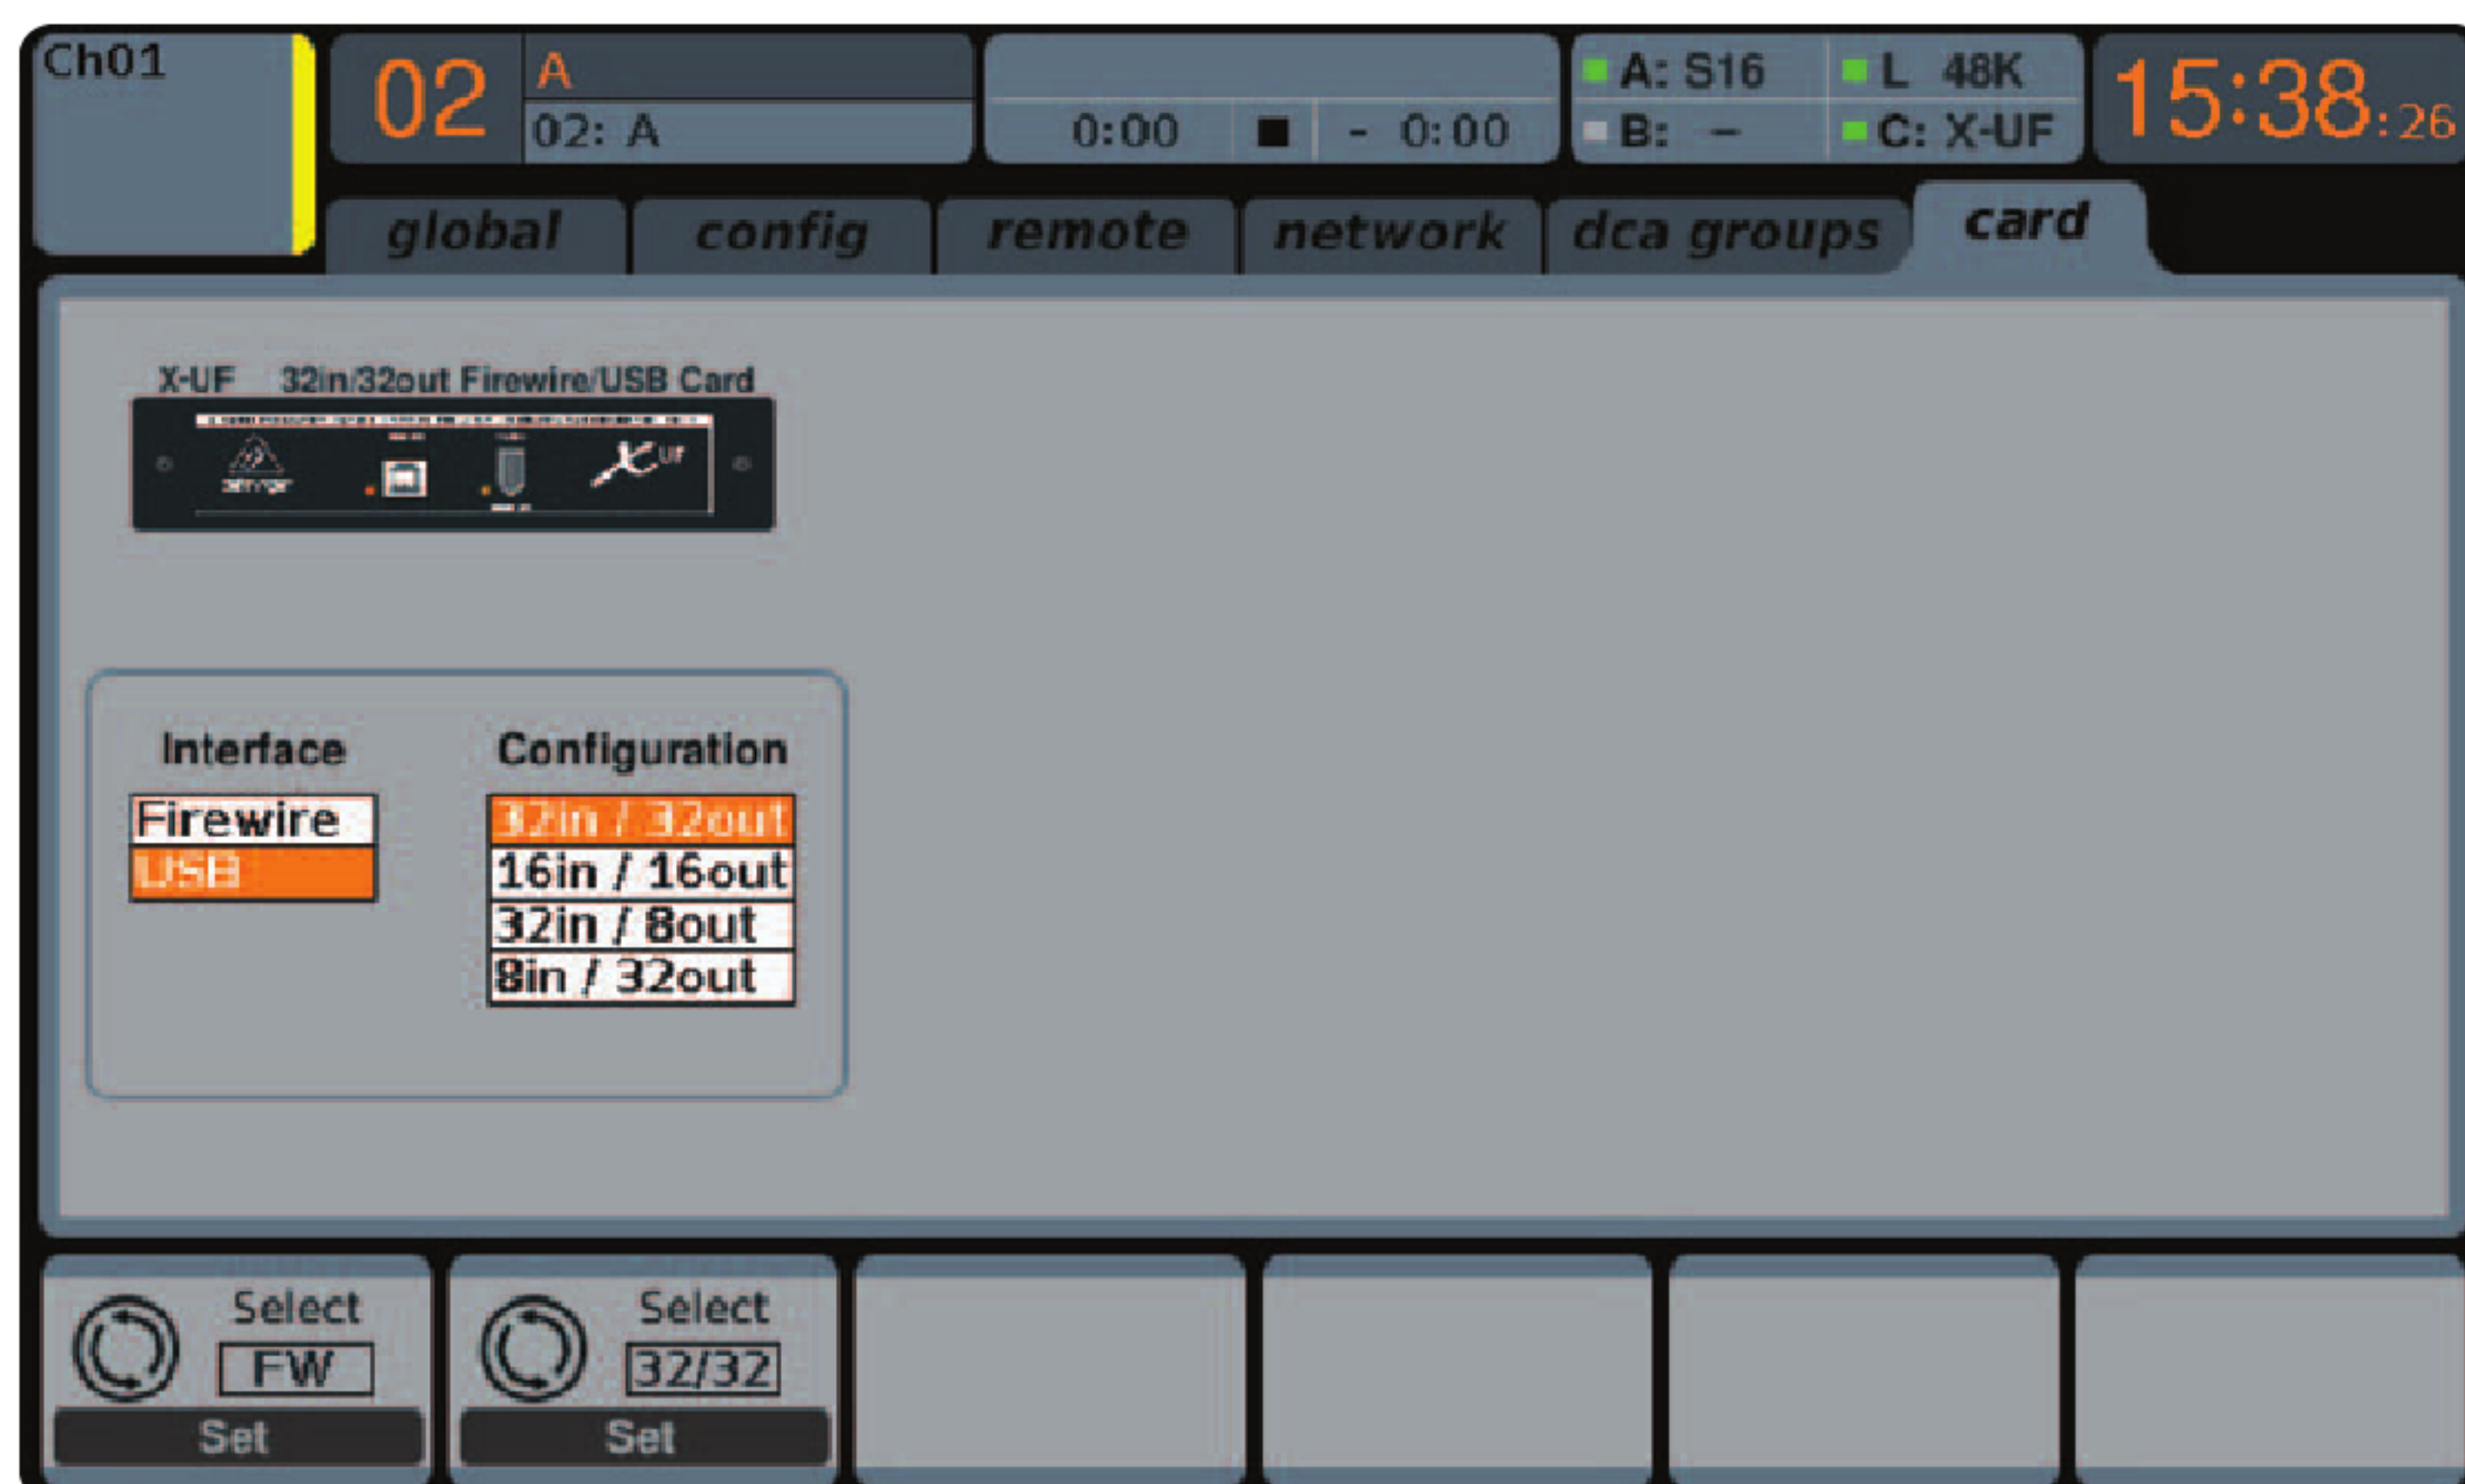 Ch01
02
A
02: A
0:00
- 0:00
A: S16
L 48K
B: –
C: X-UF
15:38:26
global
config
remote
network
dca groups
card
X-UF 32in/32out Firewire/USB Card
UF
Interface
Configuration
Firewire
USB
32in / 32out
16in / 16out
32in / 8out
8in / 32out
Select
FW
Set
Select
32/32
Set